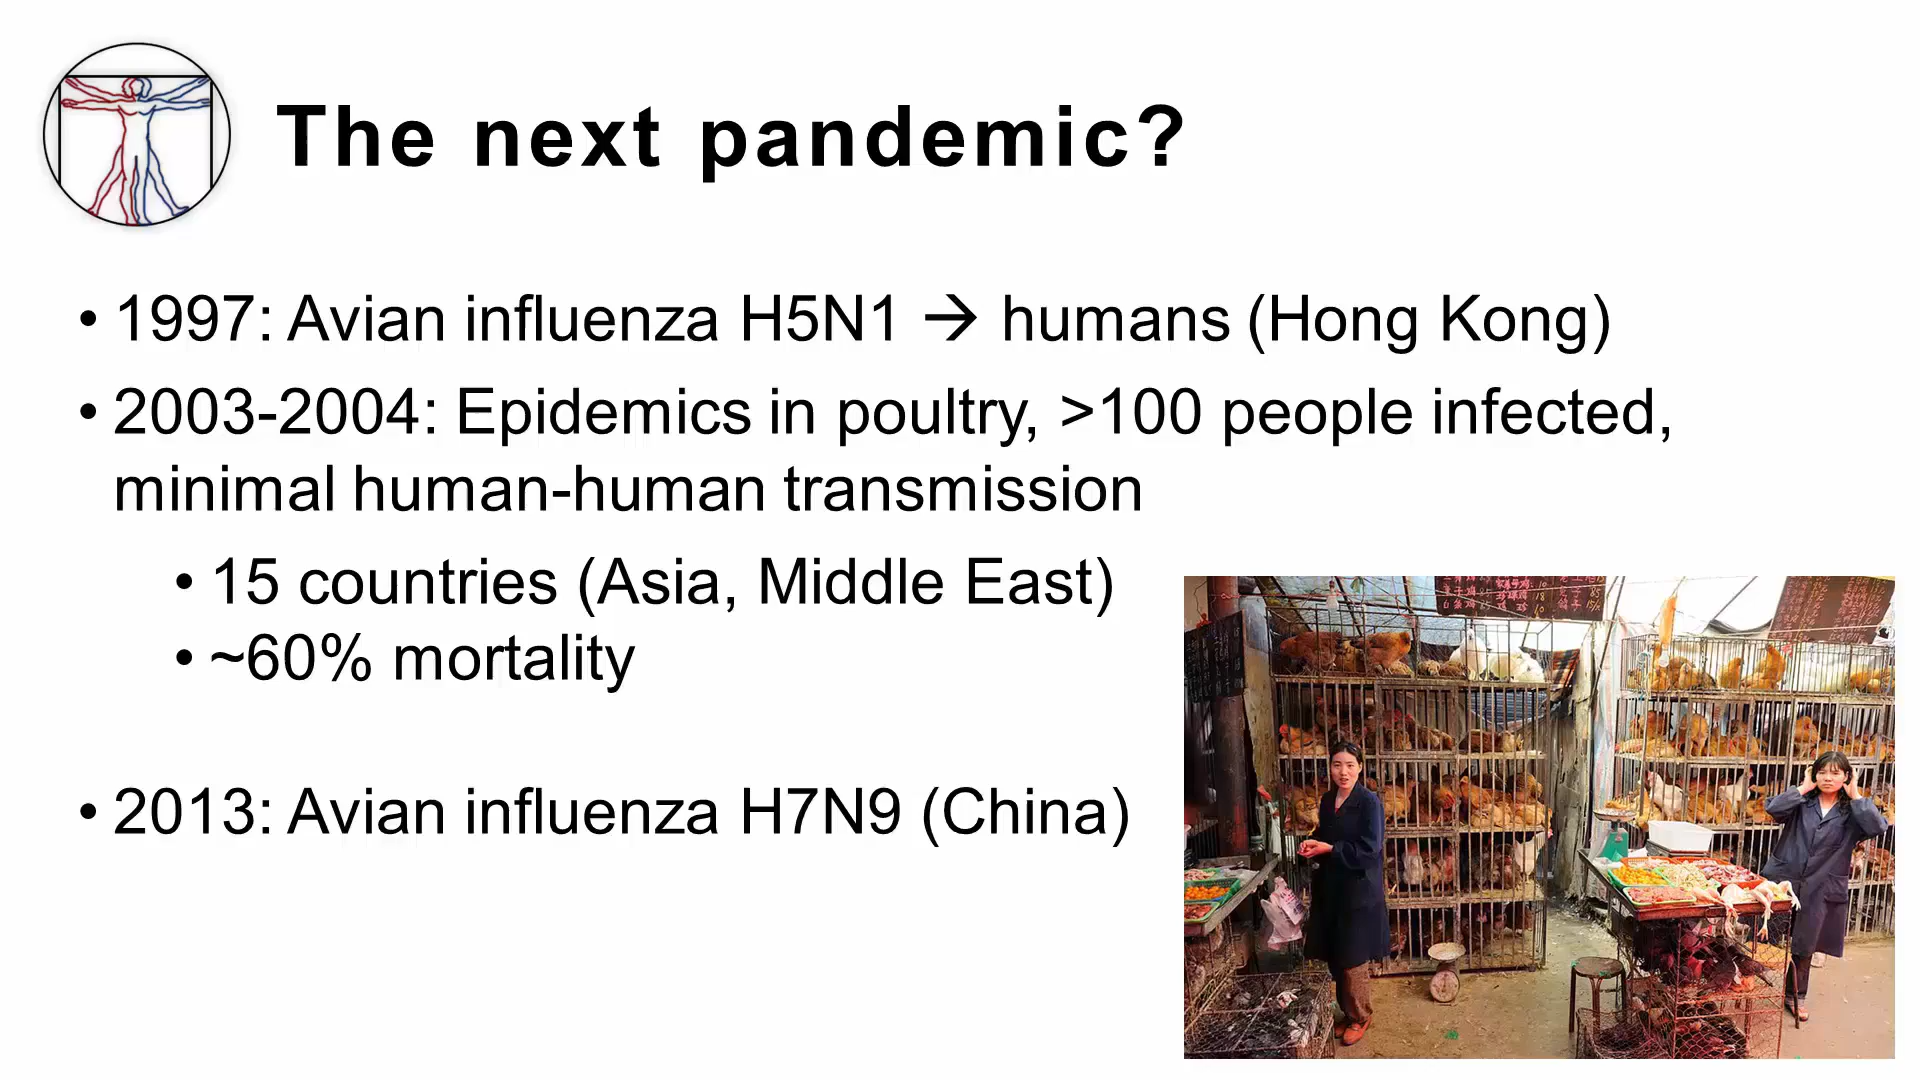 The next pandemic?
• 1997: Avian influenza H5N1 → humans (Hong Kong)
• 2003-2004: Epidemics in poultry, >100 people infected,
minimal human-human transmission
• 15 countries (Asia, Middle East)
• ~60% mortality
• 2013: Avian influenza H7N9 (China)